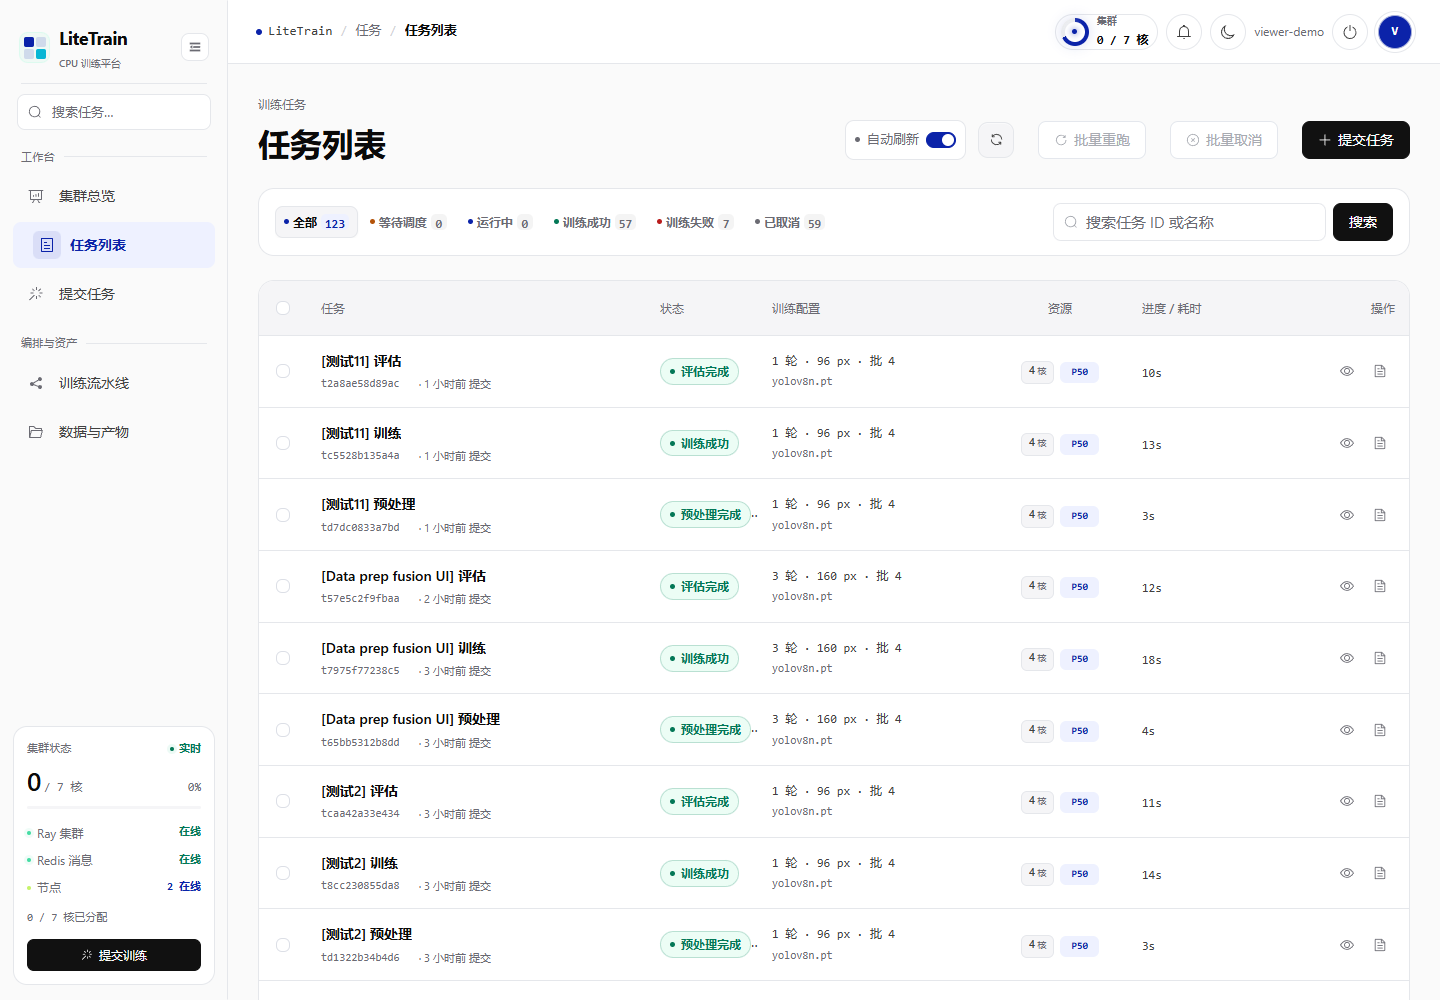 LiteTrain
CPU 训练平台
搜索任务...
工作台
集群总览
任务列表
提交任务
编排与资产
训练流水线
数据与产物
集群状态
实时
0 / 7 核
0%
Ray 集群
在线
Redis 消息
在线
节点
2 在线
0 / 7 核已分配
提交训练
LiteTrain / 任务 / 任务列表
集群
0 / 7 核
viewer-demo
V
训练任务
任务列表
自动刷新
批量重跑
批量取消
提交任务
全部 123
等待调度 0
运行中 0
训练成功 57
训练失败 7
已取消 59
搜索任务 ID 或名称
搜索
任务 状态 训练配置 资源 进度 / 耗时 操作
[测试11] 评估
t2a8ae58d89ac · 1 小时前 提交
评估完成
1 轮 · 96 px · 批 4
yolov8n.pt
4 核 P50
10s
[测试11] 训练
tc5528b135a4a · 1 小时前 提交
训练成功
1 轮 · 96 px · 批 4
yolov8n.pt
4 核 P50
13s
[测试11] 预处理
td7dc0833a7bd · 1 小时前 提交
预处理完成 ..
1 轮 · 96 px · 批 4
yolov8n.pt
4 核 P50
3s
[Data prep fusion UI] 评估
t57e5c2f9fbaa · 2 小时前 提交
评估完成
3 轮 · 160 px · 批 4
yolov8n.pt
4 核 P50
12s
[Data prep fusion UI] 训练
t7975f77238c5 · 3 小时前 提交
训练成功
3 轮 · 160 px · 批 4
yolov8n.pt
4 核 P50
18s
[Data prep fusion UI] 预处理
t65bb5312b8dd · 3 小时前 提交
预处理完成 ..
3 轮 · 160 px · 批 4
yolov8n.pt
4 核 P50
4s
[测试2] 评估
tcaa42a33e434 · 3 小时前 提交
评估完成
1 轮 · 96 px · 批 4
yolov8n.pt
4 核 P50
11s
[测试2] 训练
t8cc230855da8 · 3 小时前 提交
训练成功
1 轮 · 96 px · 批 4
yolov8n.pt
4 核 P50
14s
[测试2] 预处理
td1322b34b4d6 · 3 小时前 提交
预处理完成 ..
1 轮 · 96 px · 批 4
yolov8n.pt
4 核 P50
3s